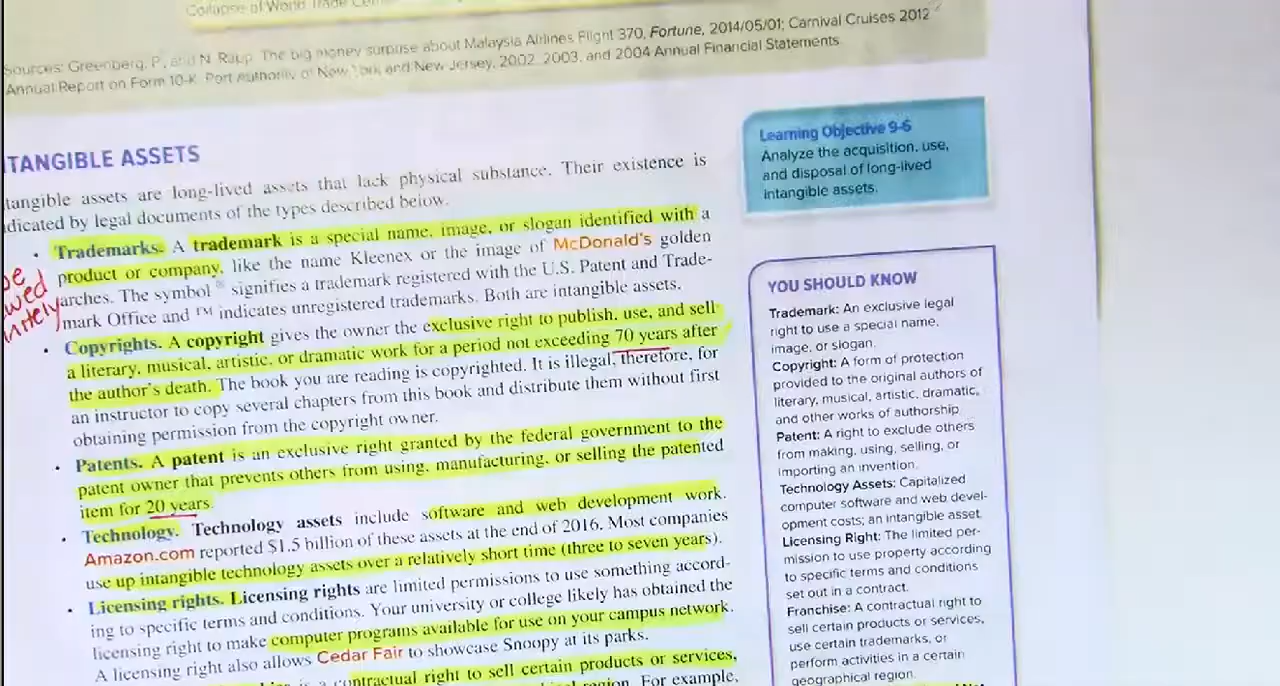 Collapse of World Trade
Sources: Greenberg, P., and N. Rapp. The big money surprise about Malaysia Airlines Flight 370, Fortune, 2014/05/01; Carnival Cruises 2012
Annual Report on Form 10-K. Port Authority of New York and New Jersey, 2002, 2003, and 2004 Annual Financial Statements.
TANGIBLE ASSETS
tangible assets are long-lived assets that lack physical substance. Their existence is
dicated by legal documents of the types described below.
• Trademarks. A trademark is a special name, image, or slogan identified with a
product or company, like the name Kleenex or the image of McDonald's golden
arches. The symbol ® signifies a trademark registered with the U.S. Patent and Trade-
mark Office and ™ indicates unregistered trademarks. Both are intangible assets.
• Copyrights. A copyright gives the owner the exclusive right to publish, use, and sell
a literary, musical, artistic, or dramatic work for a period not exceeding 70 years after
the author's death. The book you are reading is copyrighted. It is illegal, therefore, for
an instructor to copy several chapters from this book and distribute them without first
obtaining permission from the copyright owner.
• Patents. A patent is an exclusive right granted by the federal government to the
patent owner that prevents others from using, manufacturing, or selling the patented
item for 20 years.
• Technology. Technology assets include software and web development work.
Amazon.com reported $1.5 billion of these assets at the end of 2016. Most companies
use up intangible technology assets over a relatively short time (three to seven years).
• Licensing rights. Licensing rights are limited permissions to use something accord-
ing to specific terms and conditions. Your university or college likely has obtained the
licensing right to make computer programs available for use on your campus network.
A licensing right also allows Cedar Fair to showcase Snoopy at its parks.
is a contractual right to sell certain products or services,
region. For example,
be
wed
nitely
Learning Objective 9-6
Analyze the acquisition, use,
and disposal of long-lived
intangible assets.
YOU SHOULD KNOW
Trademark: An exclusive legal
right to use a special name,
image, or slogan.
Copyright: A form of protection
provided to the original authors of
literary, musical, artistic, dramatic,
and other works of authorship.
Patent: A right to exclude others
from making, using, selling, or
importing an invention.
Technology Assets: Capitalized
computer software and web devel-
opment costs; an intangible asset.
Licensing Right: The limited per-
mission to use property according
to specific terms and conditions
set out in a contract.
Franchise: A contractual right to
sell certain products or services,
use certain trademarks, or
perform activities in a certain
geographical region.